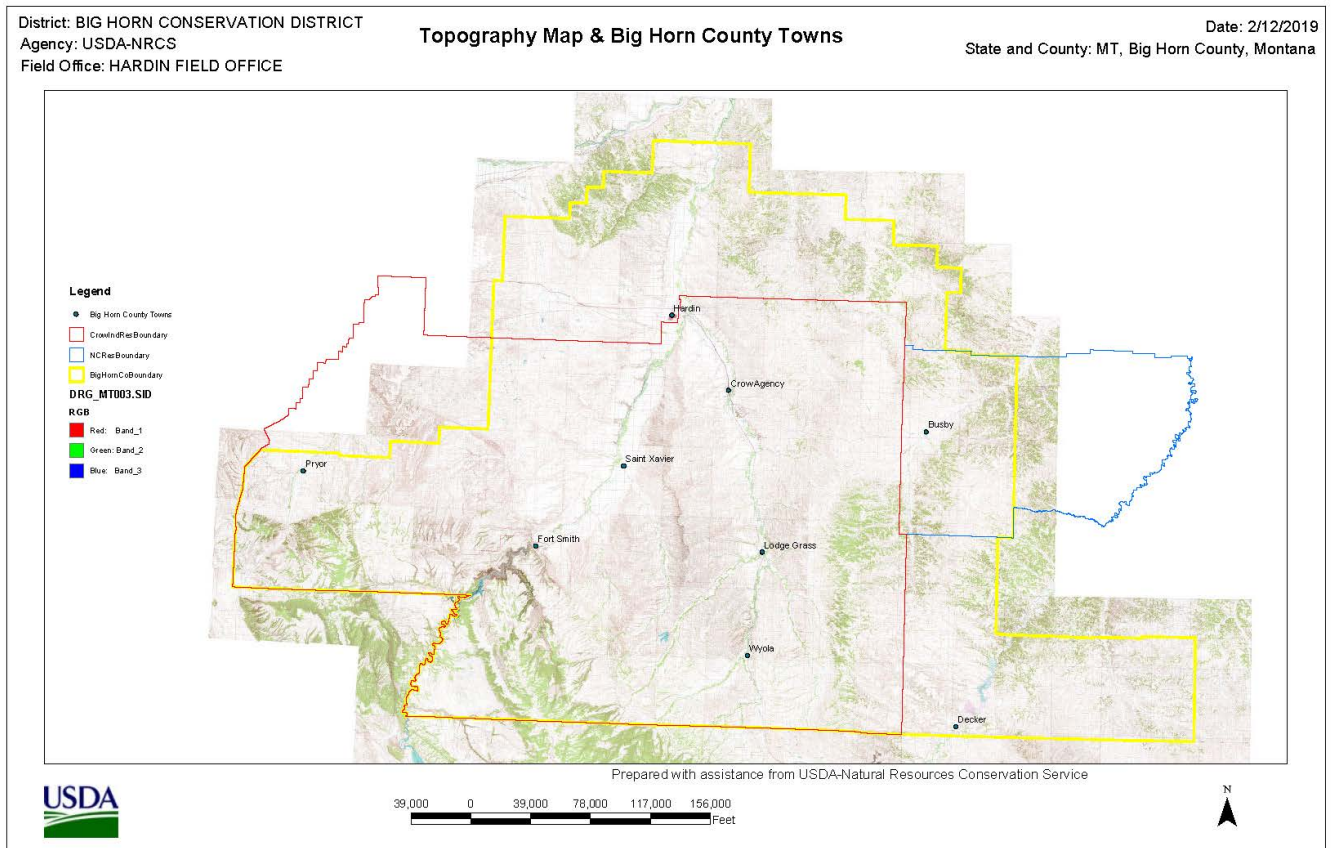 District: BIG HORN CONSERVATION DISTRICT
Agency: USDA-NRCS
Field Office: HARDIN FIELD OFFICE
Topography Map & Big Horn County Towns
Date: 2/12/2019
State and County: MT, Big Horn County, Montana
Legend
Big Horn County Towns
CrowIndResBoundary
NCResBoundary
BigHornCoBoundary
DRG_MT003.SID
RGB
Red: Band_1
Green: Band_2
Blue: Band_3
Hardin
CrowAgency
Busby
Pryor
Saint Xavier
Fort Smith
Lodge Grass
Wyola
Decker
Prepared with assistance from USDA-Natural Resources Conservation Service
USDA
39,000 0 39,000 78,000 117,000 156,000
Feet
N